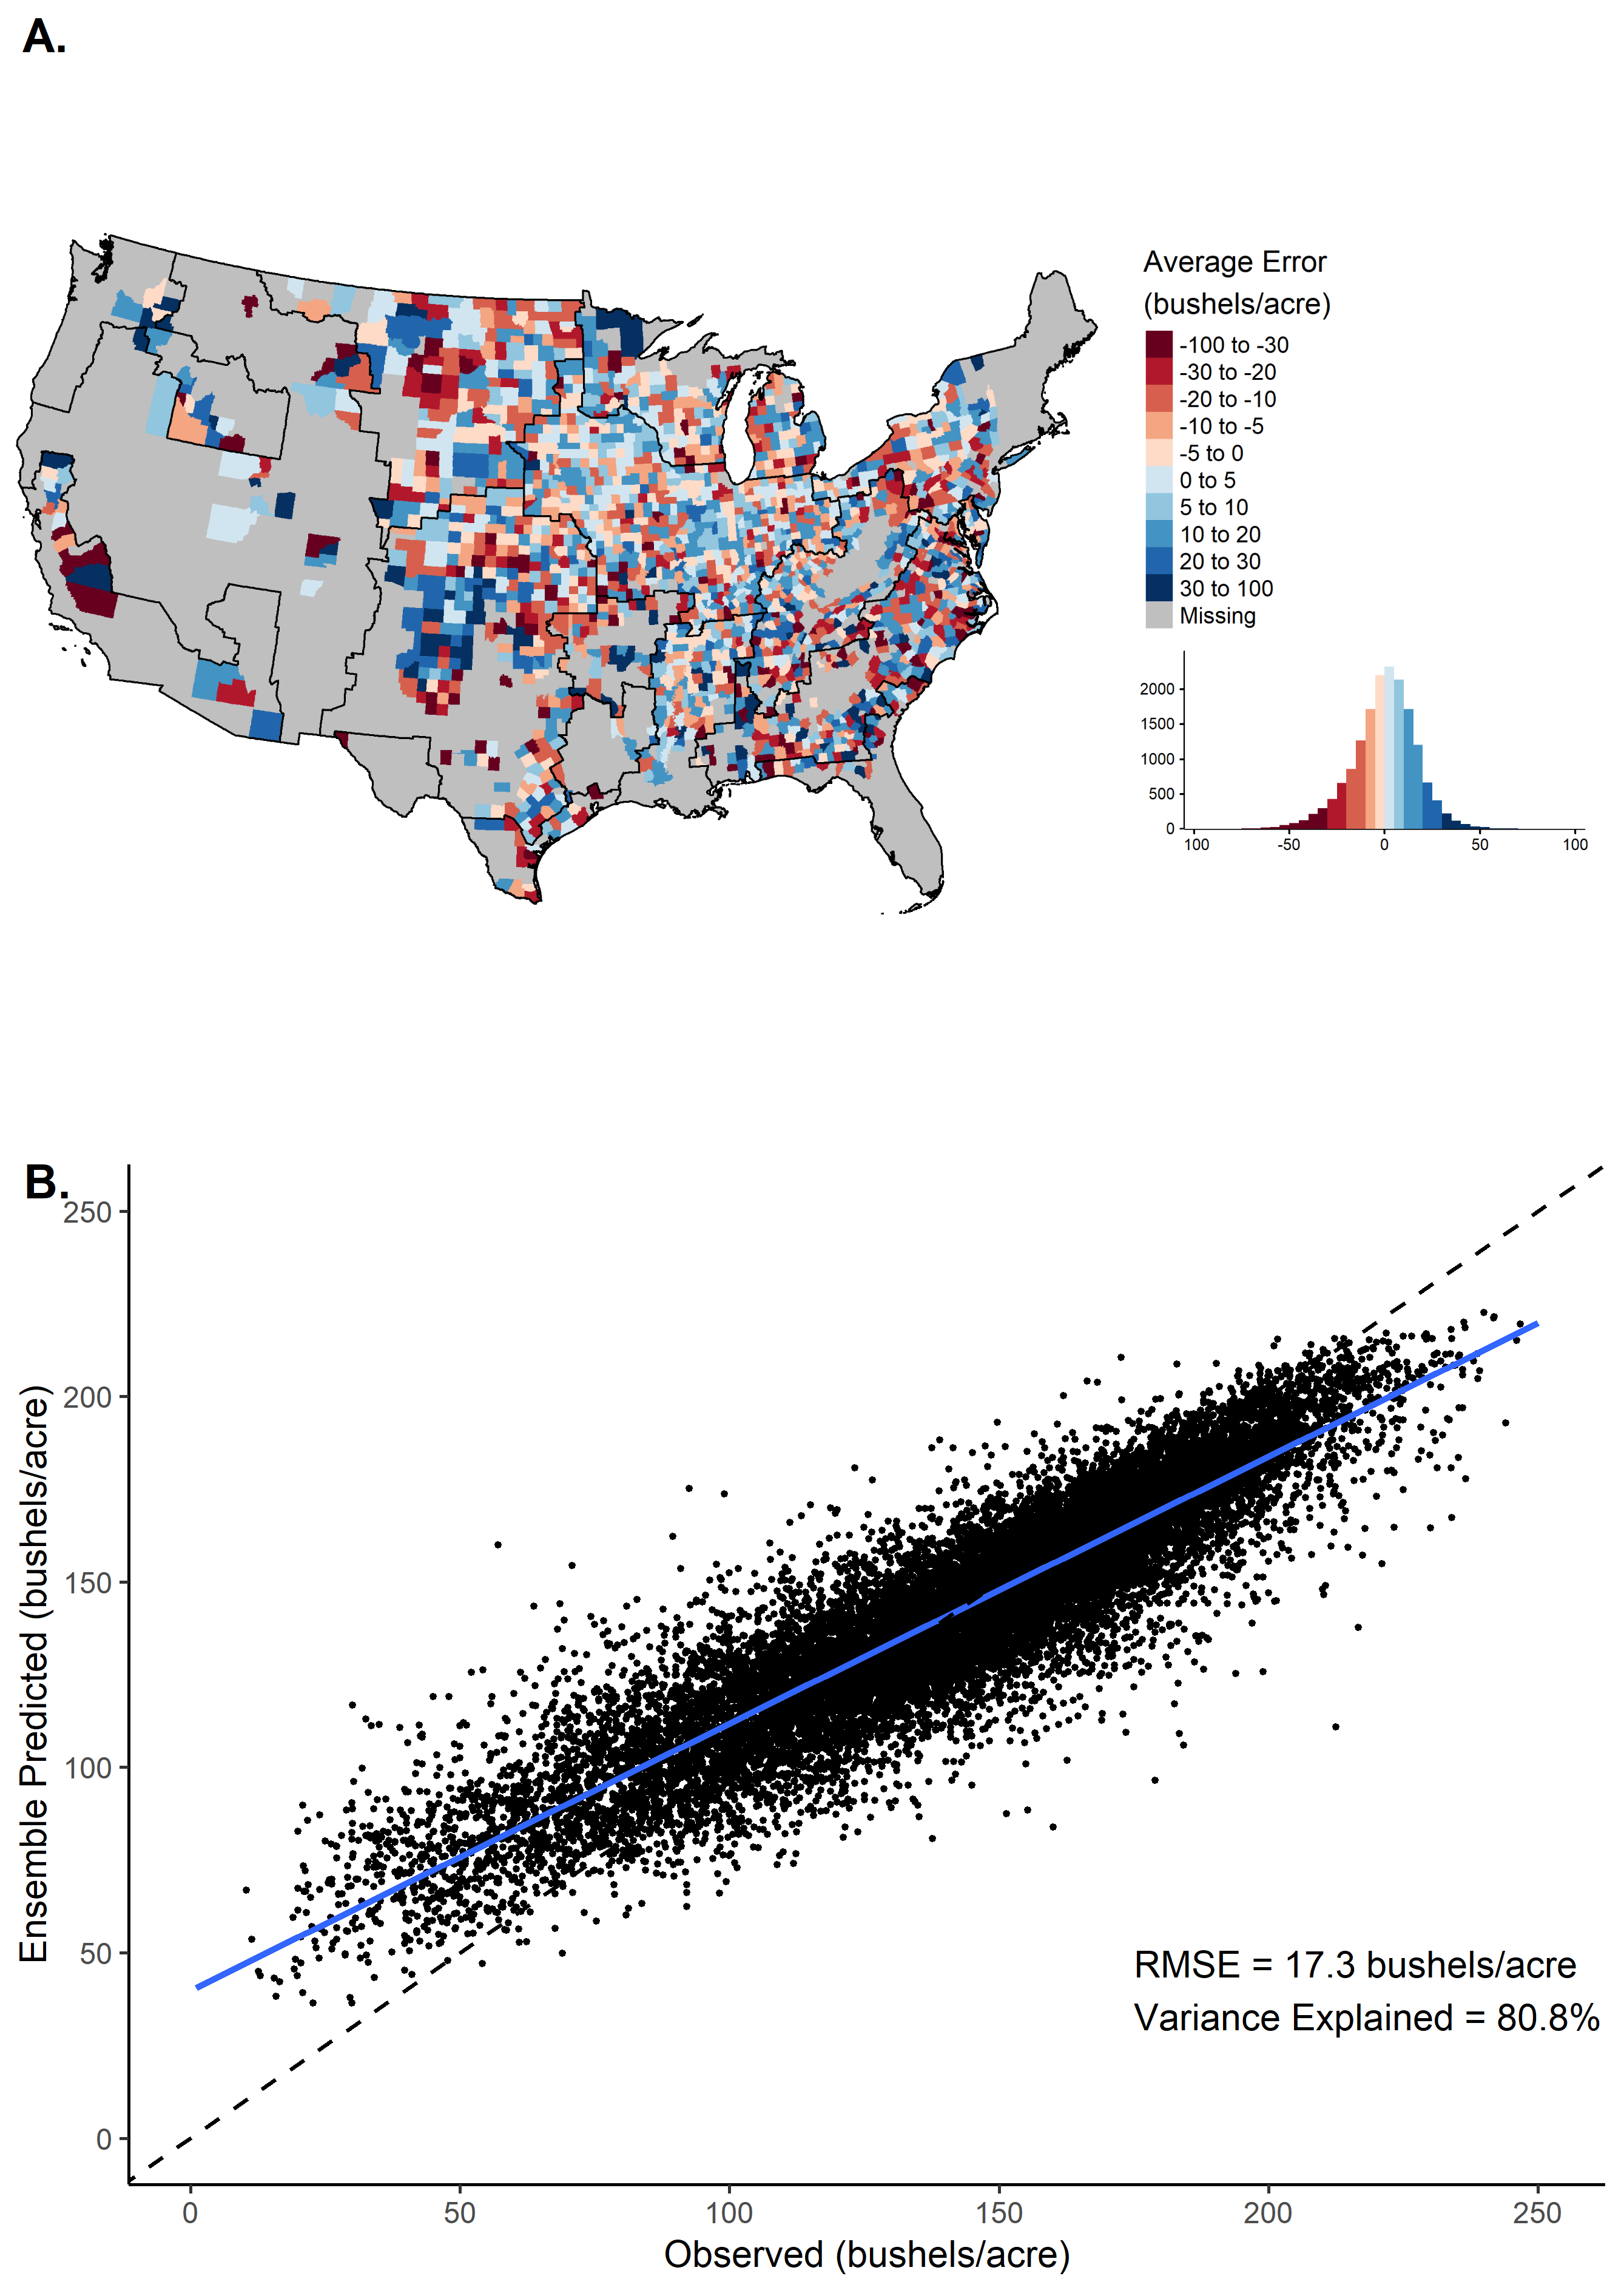 A.
Average Error
(bushels/acre)
-100 to -30
-30 to -20
-20 to -10
-10 to -5
-5 to 0
0 to 5
5 to 10
10 to 20
20 to 30
30 to 100
Missing
2000
1500
1000
500
0
100 -50 0 50 100
B.
250
200
150
100
50
0
Ensemble Predicted (bushels/acre)
RMSE = 17.3 bushels/acre
Variance Explained = 80.8%
0 50 100 150 200 250
Observed (bushels/acre)